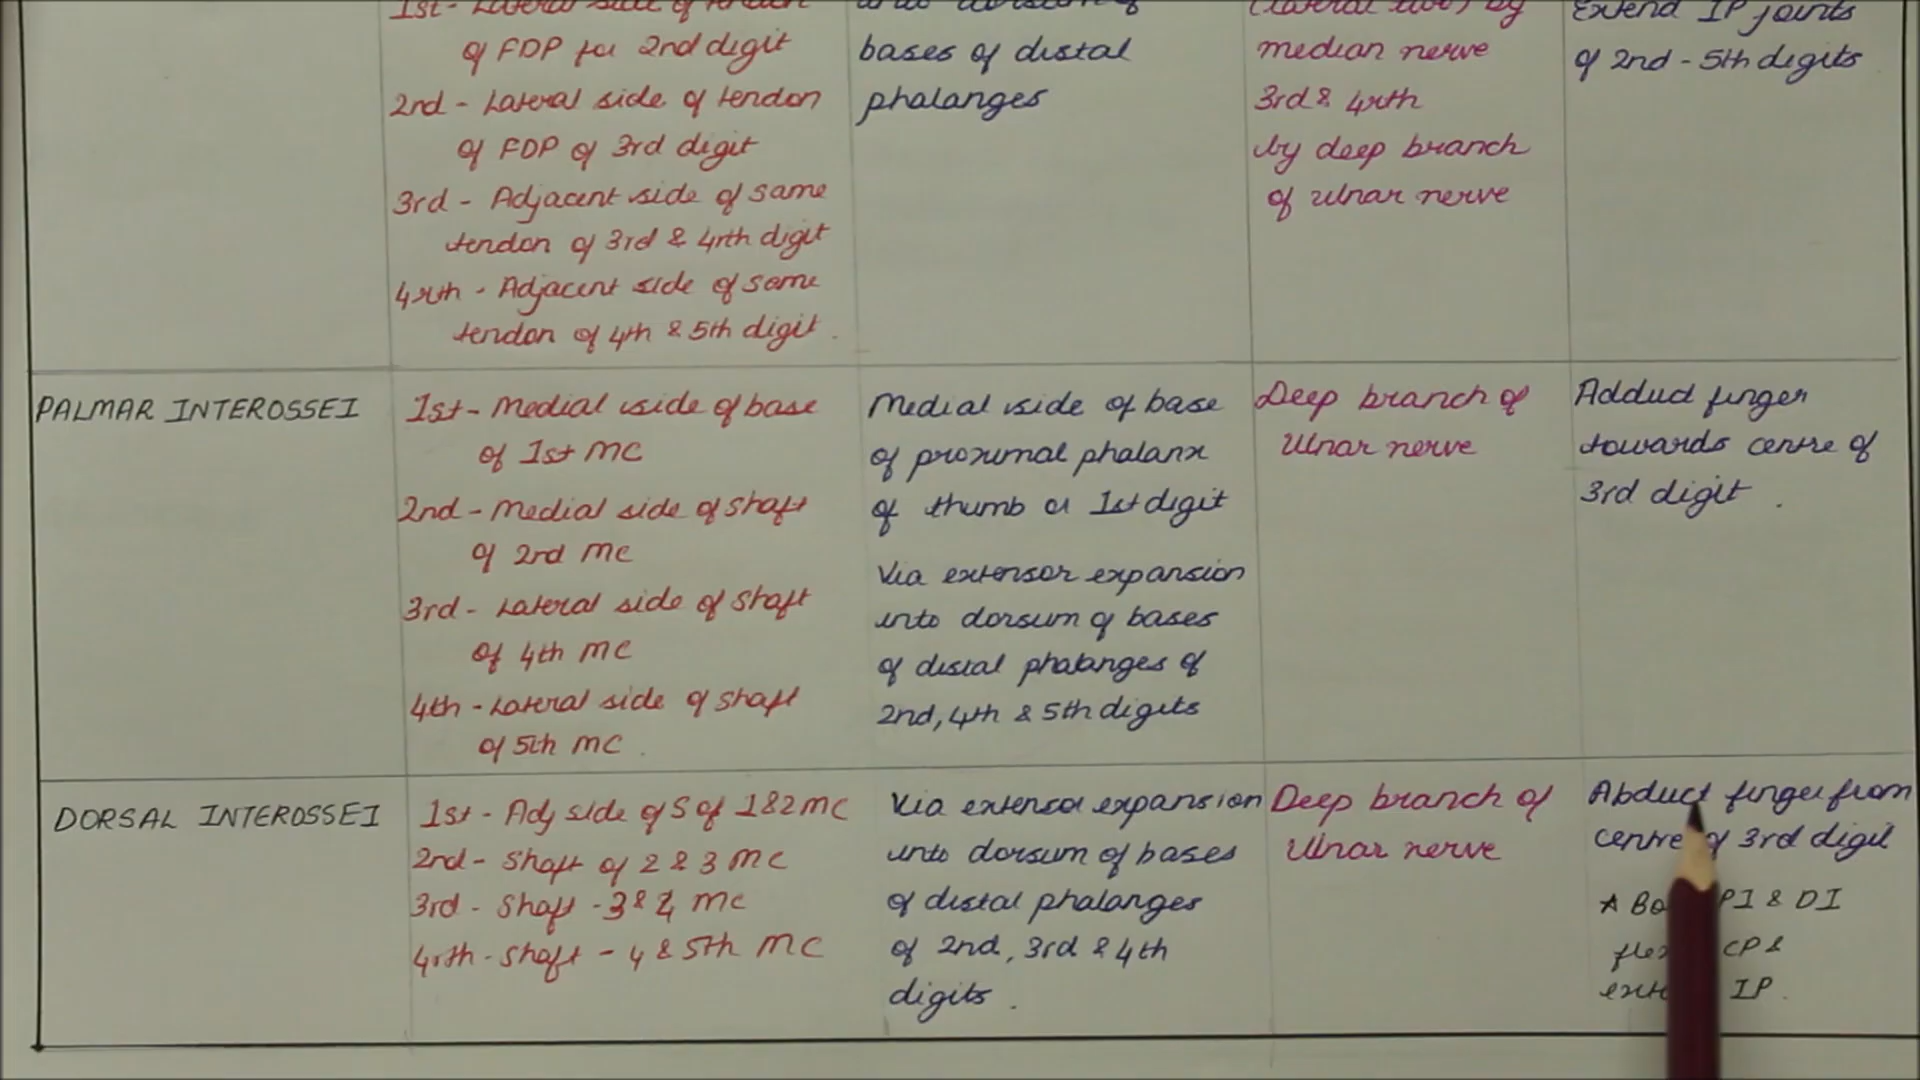 of FDP for 2nd digit
2nd - Lateral side of tendon
of FDP of 3rd digit
3rd - Adjacent side of same
tendon of 3rd & 4rth digit
4rth - Adjacent side of same
tendon of 4th & 5th digit.
bases of distal
phalanges
(lateral two) by
median nerve
3rd & 4rth
by deep branch
of ulnar nerve
Extend IP joints
of 2nd - 5th digits
PALMAR INTEROSSEI
1st - Medial side of base
of 1st MC
2nd - Medial side of shaft
of 2nd MC
3rd - Lateral side of shaft
of 4th MC
4th - Lateral side of shaft
of 5th MC.
Medial side of base
of proximal phalanx
of thumb or 1st digit
Via extensor expansion
into dorsum of bases
of distal phalanges of
2nd, 4th & 5th digits
Deep branch of
Ulnar nerve
Adduct finger
towards centre of
3rd digit.
DORSAL INTEROSSEI
1st - Adj side of S of 1&2 MC
2nd - Shaft of 2 & 3 MC
3rd - Shaft - 3 & 4 MC
4rth - Shaft - 4 & 5th MC
Via extensor expansion
into dorsum of bases
of distal phalanges
of 2nd, 3rd & 4th
digits.
Deep branch of
Ulnar nerve
Abduct finger from
centre of 3rd digit
PI & DI
&
IP.